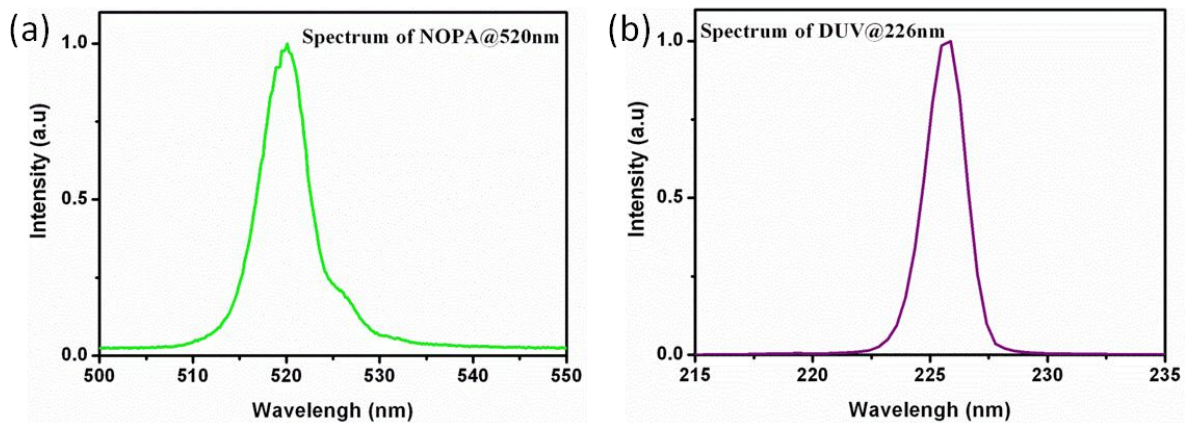 (a)
Spectrum of NOPA@520nm
Intensity (a.u)
1.0
0.5
0.0
500 510 520 530 540 550
Wavelengh (nm)
(b)
Spectrum of DUV@226nm
Intensity (a.u)
1.0
0.5
0.0
215 220 225 230 235
Wavelengh (nm)